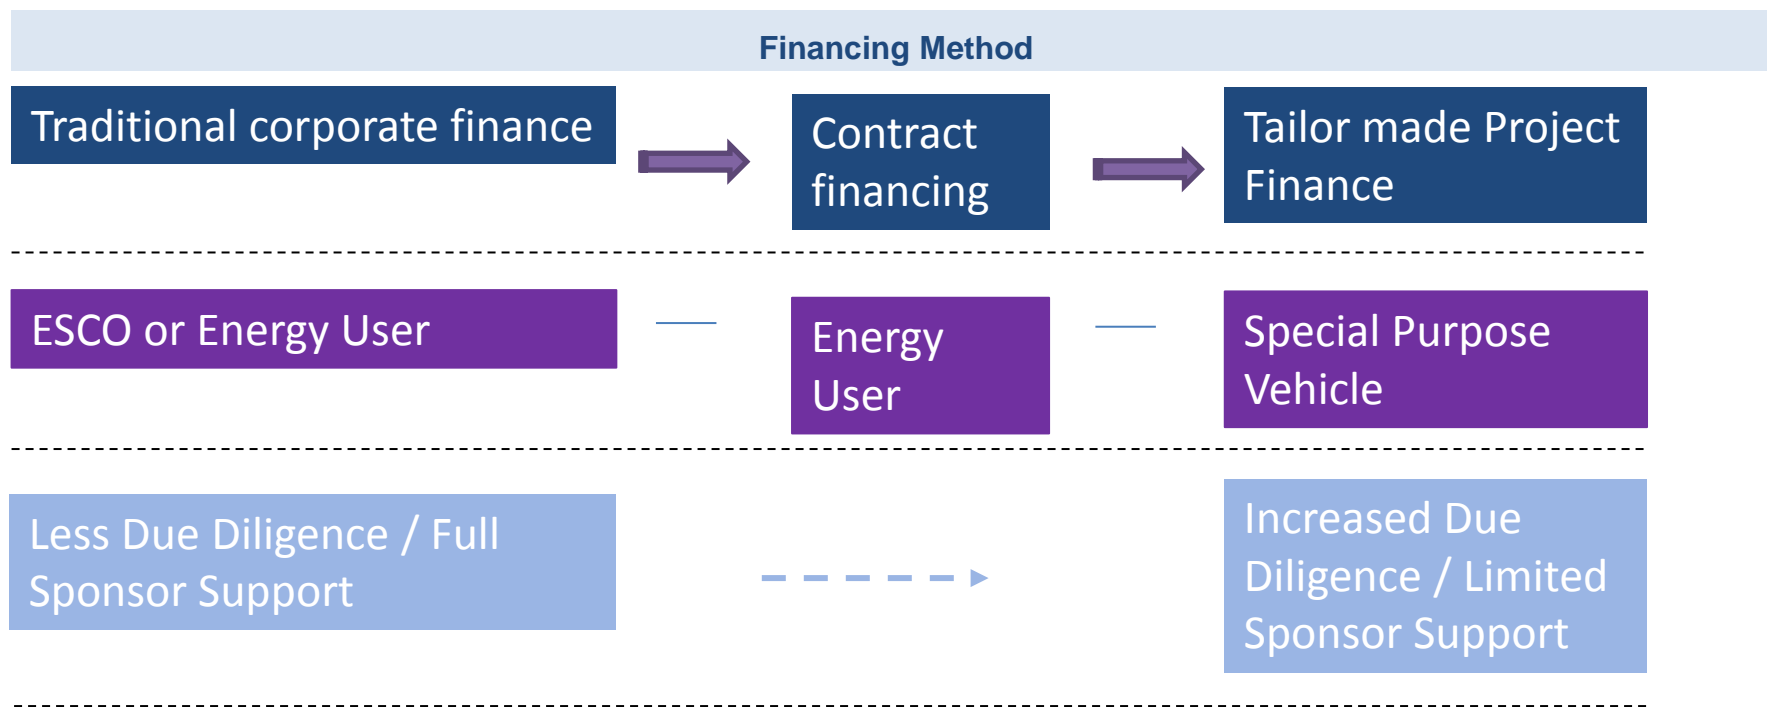 Financing Method
Traditional corporate finance
Contract
financing
Tailor made Project
Finance
ESCO or Energy User
Energy
User
Special Purpose
Vehicle
Less Due Diligence / Full
Sponsor Support
Increased Due
Diligence / Limited
Sponsor Support